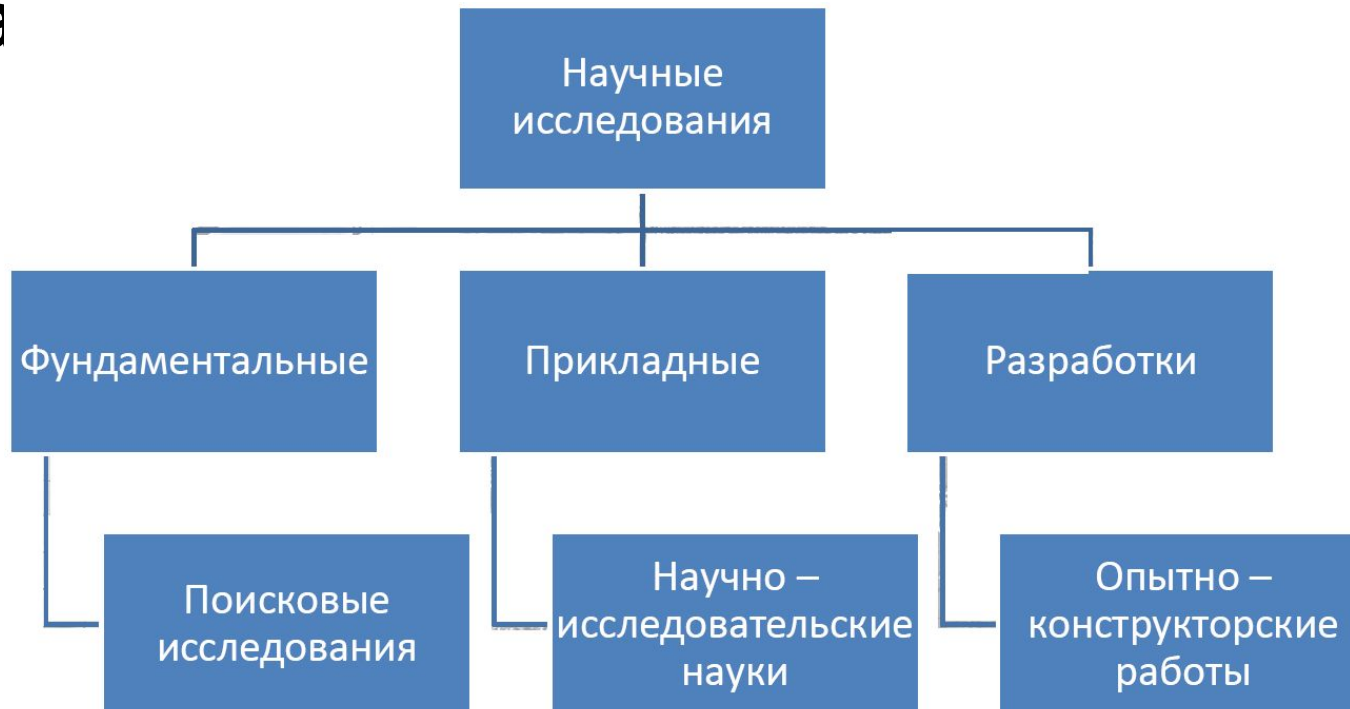 Научные
исследования
Фундаментальные
Прикладные
Разработки
Поисковые
исследования
Научно –
исследовательские
науки
Опытно –
конструкторские
работы